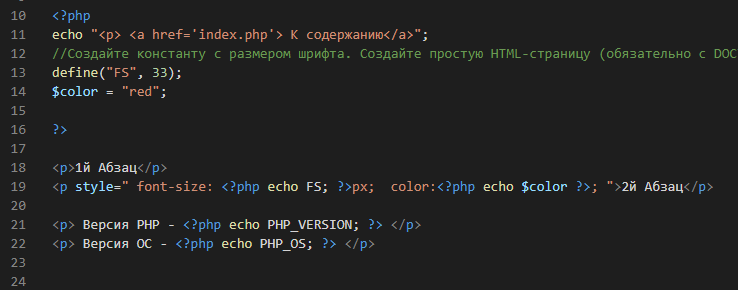 10 <?php
11 echo "<p> <a href='index.php'> К содержанию</a>";
12 //Создайте константу с размером шрифта. Создайте простую HTML-страницу (обязательно с DOC
13 define("FS", 33);
14 $color = "red";
15
16 ?>
17
18 <p>1й Абзац</p>
19 <p style=" font-size: <?php echo FS; ?>px;  color:<?php echo $color ?>; ">2й Абзац</p>
20
21 <p> Версия PHP - <?php echo PHP_VERSION; ?> </p>
22 <p> Версия ОС - <?php echo PHP_OS; ?> </p>
23
24